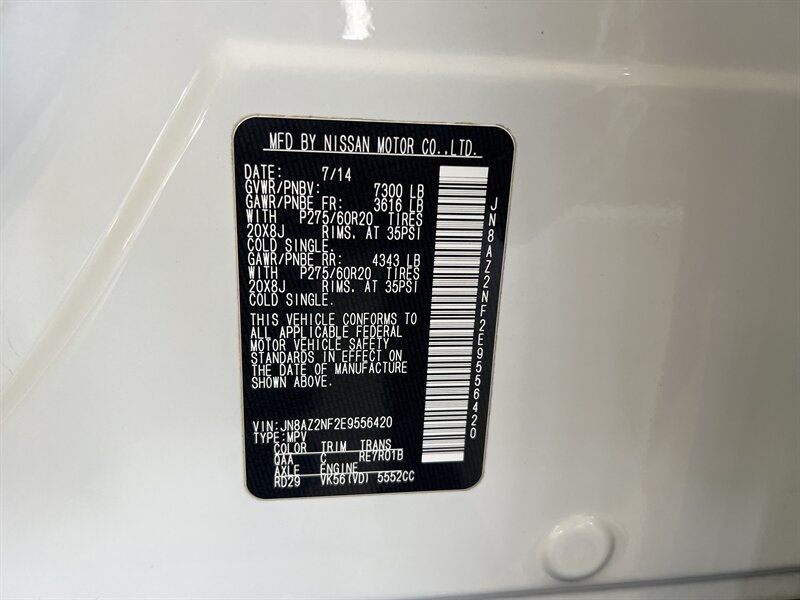 MFD BY NISSAN MOTOR CO.,LTD.
DATE: 7/14
GVWR/PNBV: 7300 LB
GAWR/PNBE FR: 3616 LB
WITH P275/60R20 TIRES
20X8J RIMS, AT 35PSI
COLD SINGLE.
GAWR/PNBE RR: 4343 LB
WITH P275/60R20 TIRES
20X8J RIMS, AT 35PSI
COLD SINGLE.
THIS VEHICLE CONFORMS TO
ALL APPLICABLE FEDERAL
MOTOR VEHICLE SAFETY
STANDARDS IN EFFECT ON
THE DATE OF MANUFACTURE
SHOWN ABOVE.
VIN:JN8AZ2NF2E9556420
TYPE:MPV
COLOR TRIM TRANS
QAA C RE7R01B
AXLE ENGINE
RD29 VK56(VD) 5552CC
JN8AZ2NF2E9556420